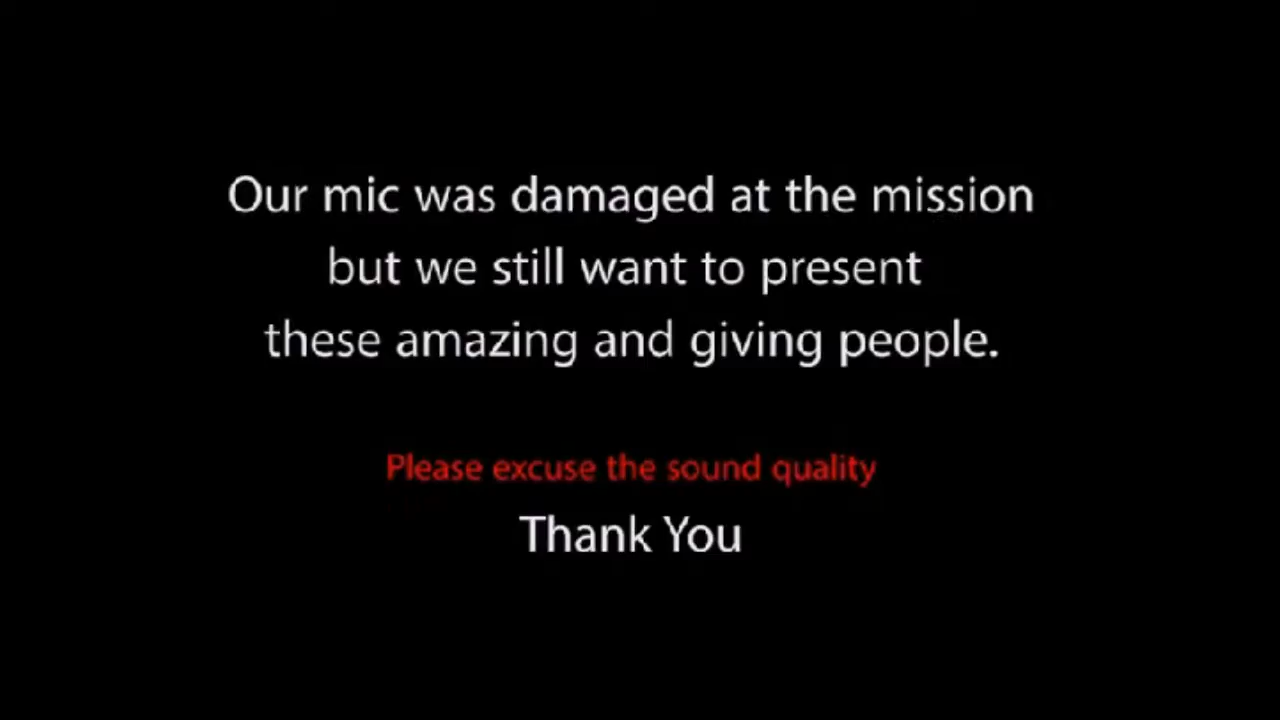 Our mic was damaged at the mission
but we still want to present
these amazing and giving people.
Please excuse the sound quality
Thank You